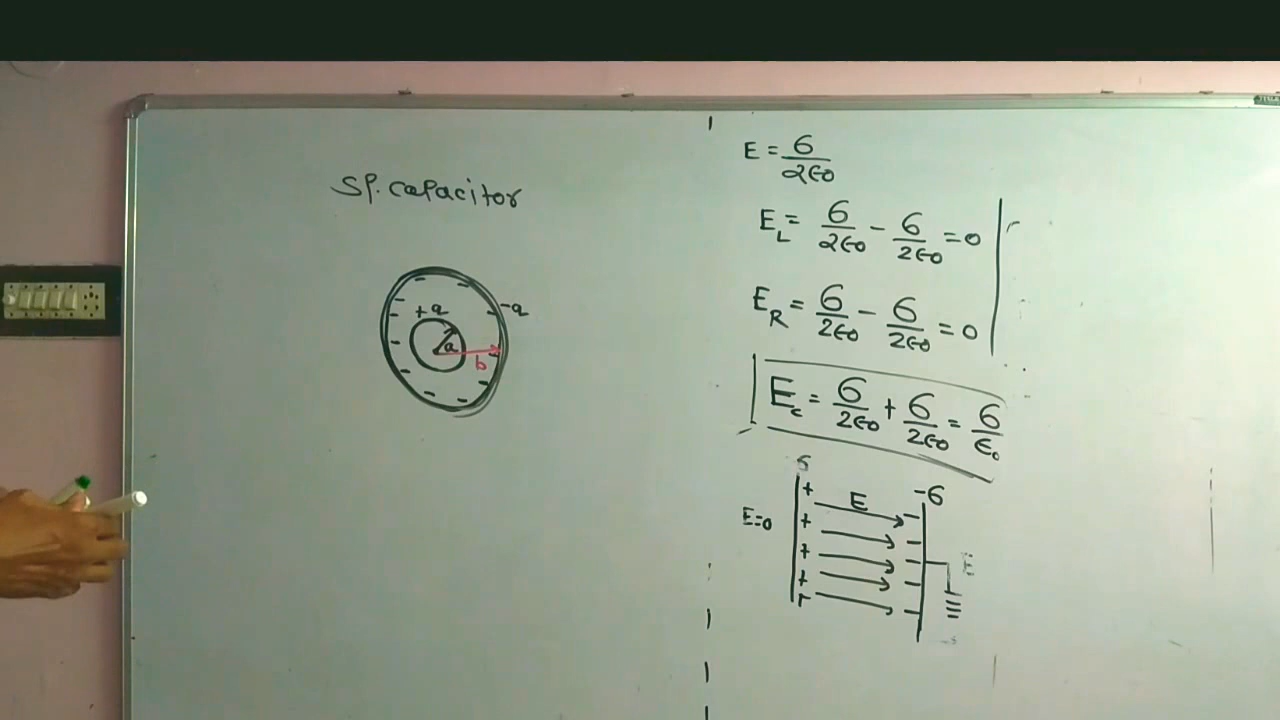 Sp. capacitor
+q
-q
a
b
E = σ/2ϵ0
E_L = σ/2ϵ0 - σ/2ϵ0 = 0
E_R = σ/2ϵ0 - σ/2ϵ0 = 0
E_c = σ/2ϵ0 + σ/2ϵ0 = σ/ϵ0
σ
-σ
E=0
E